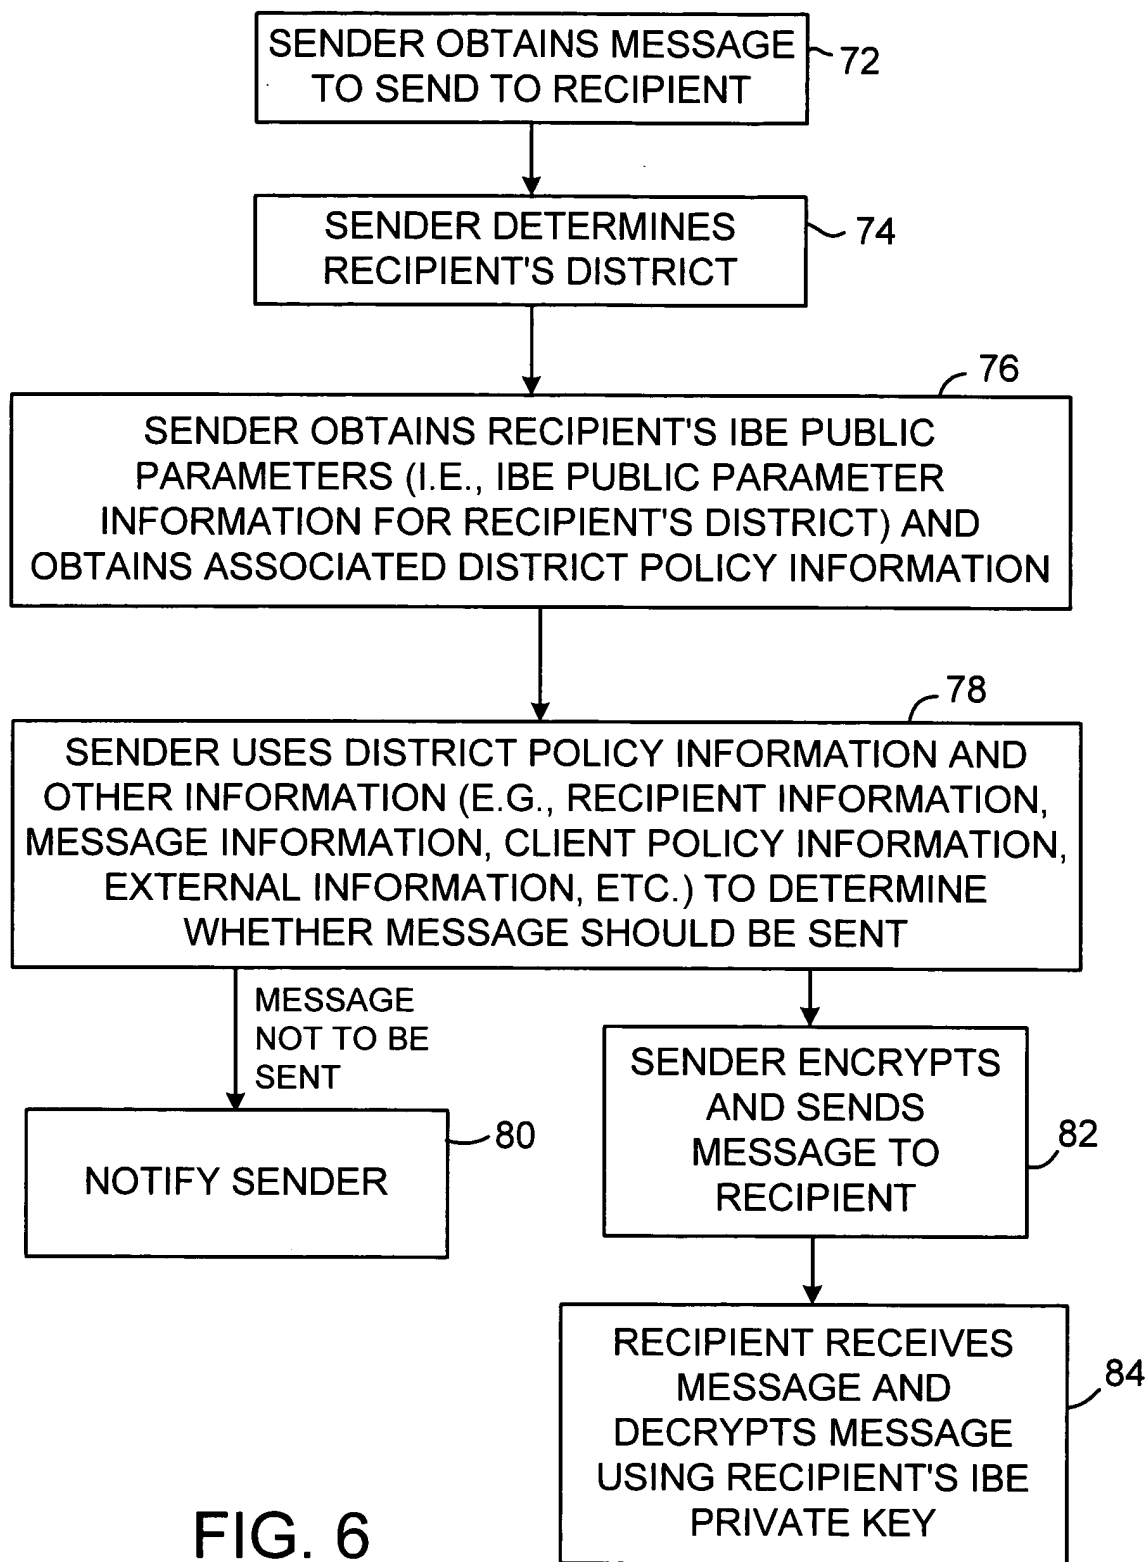 SENDER OBTAINS MESSAGE
TO SEND TO RECIPIENT
72
SENDER DETERMINES
RECIPIENT'S DISTRICT
74
76
SENDER OBTAINS RECIPIENT'S IBE PUBLIC
PARAMETERS (I.E., IBE PUBLIC PARAMETER
INFORMATION FOR RECIPIENT'S DISTRICT) AND
OBTAINS ASSOCIATED DISTRICT POLICY INFORMATION
78
SENDER USES DISTRICT POLICY INFORMATION AND
OTHER INFORMATION (E.G., RECIPIENT INFORMATION,
MESSAGE INFORMATION, CLIENT POLICY INFORMATION,
EXTERNAL INFORMATION, ETC.) TO DETERMINE
WHETHER MESSAGE SHOULD BE SENT
MESSAGE
NOT TO BE
SENT
NOTIFY SENDER
80
SENDER ENCRYPTS
AND SENDS
MESSAGE TO
RECIPIENT
82
RECIPIENT RECEIVES
MESSAGE AND
DECRYPTS MESSAGE
USING RECIPIENT'S IBE
PRIVATE KEY
84
FIG. 6